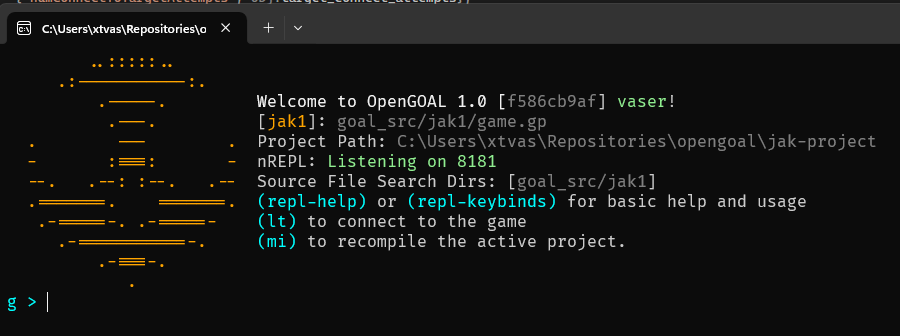 C:\Users\xtvas\Repositories\o
Welcome to OpenGOAL 1.0 [f586cb9af] vaser!
[jak1]: goal_src/jak1/game.gp
Project Path: C:\Users\xtvas\Repositories\opengoal\jak-project
nREPL: Listening on 8181
Source File Search Dirs: [goal_src/jak1]
(repl-help) or (repl-keybinds) for basic help and usage
(lt) to connect to the game
(mi) to recompile the active project.
g >